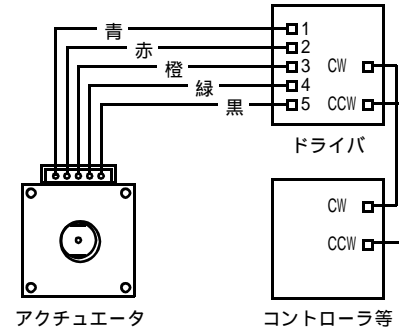 青 1
赤 2
橙 3 CW
緑 4
黒 5 CCW
ドライバ
CW
CCW
アクチュエータ
コントローラ等